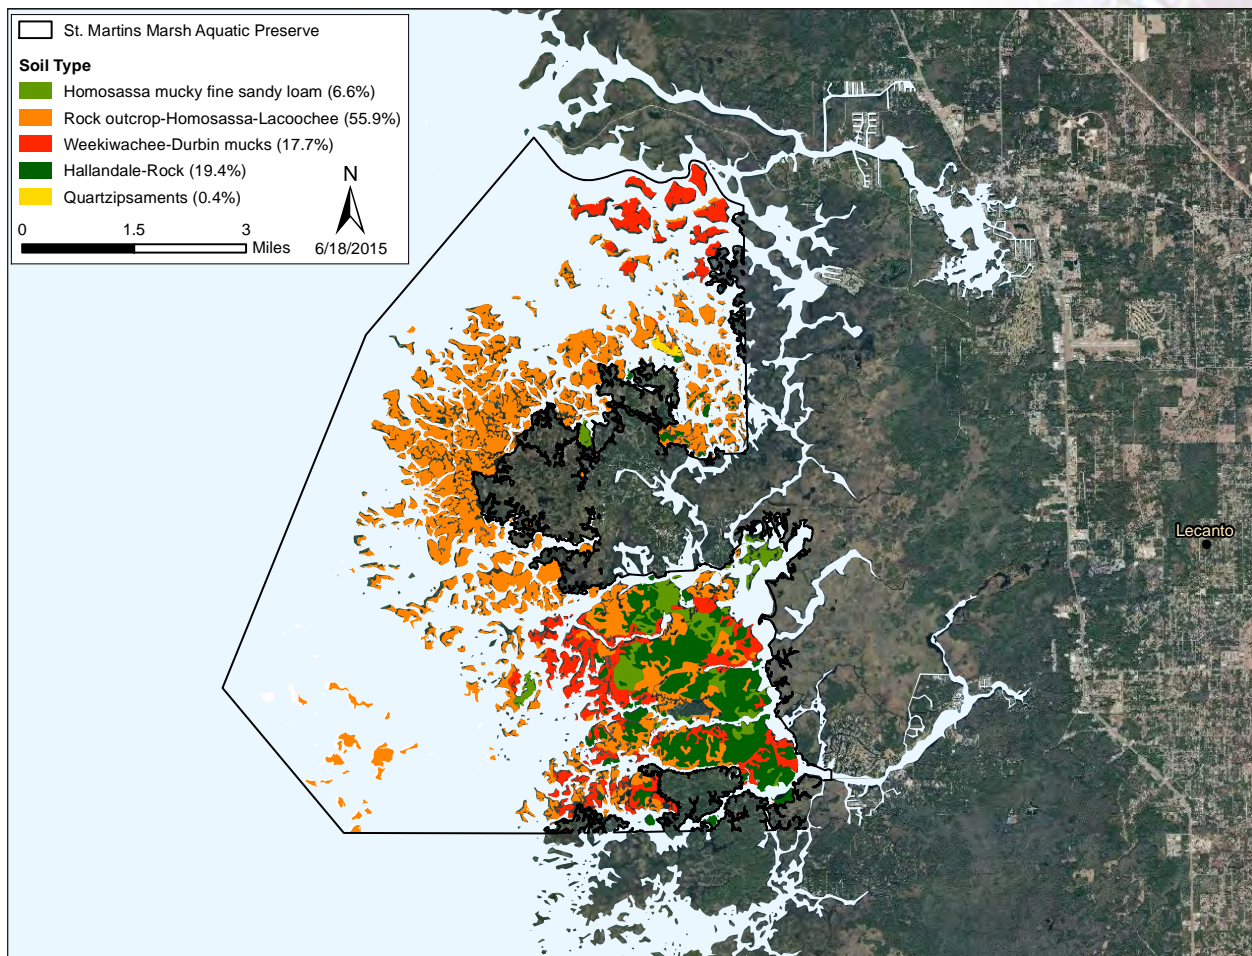 St. Martins Marsh Aquatic Preserve
Soil Type
Homosassa mucky fine sandy loam (6.6%)
Rock outcrop-Homosassa-Lacoochee (55.9%)
Weekiwachee-Durbin mucks (17.7%)
Hallandale-Rock (19.4%)
Quartzipsaments (0.4%)
N
0 1.5 3
Miles 6/18/2015
Lecanto